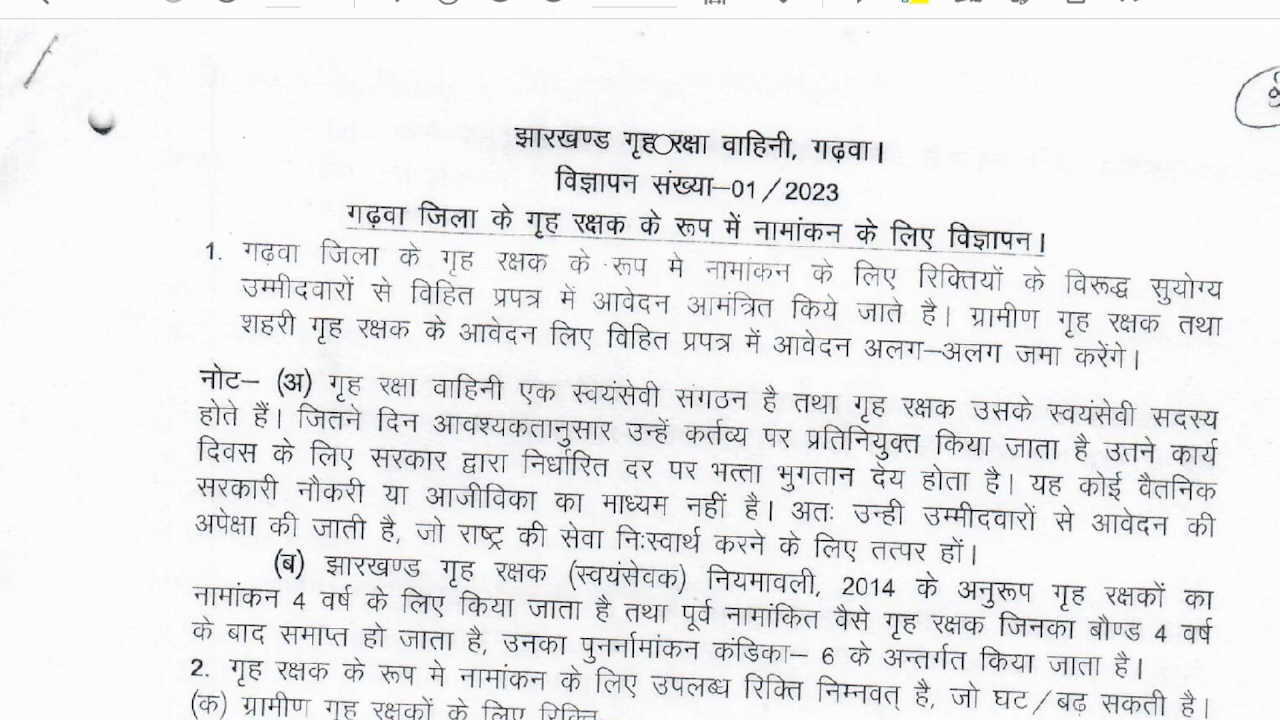 झारखण्ड गृह रक्षा वाहिनी, गढ़वा।
विज्ञापन संख्या–01/2023
गढ़वा जिला के गृह रक्षक के रूप में नामांकन के लिए विज्ञापन।
1. गढ़वा जिला के गृह रक्षक के रूप मे नामांकन के लिए रिक्तियों के विरूद्ध सुयोग्य
उम्मीदवारों से विहित प्रपत्र में आवेदन आमंत्रित किये जाते है। ग्रामीण गृह रक्षक तथा
शहरी गृह रक्षक के आवेदन लिए विहित प्रपत्र में आवेदन अलग–अलग जमा करेंगे।
नोट– (अ) गृह रक्षा वाहिनी एक स्वयंसेवी संगठन है तथा गृह रक्षक उसके स्वयंसेवी सदस्य
होते हैं। जितने दिन आवश्यकतानुसार उन्हें कर्तव्य पर प्रतिनियुक्त किया जाता है उतने कार्य
दिवस के लिए सरकार द्वारा निर्धारित दर पर भत्ता भुगतान देय होता है। यह कोई वैतनिक
सरकारी नौकरी या आजीविका का माध्यम नहीं है। अतः उन्ही उम्मीदवारों से आवेदन की
अपेक्षा की जाती है, जो राष्ट्र की सेवा निःस्वार्थ करने के लिए तत्पर हों।
(ब) झारखण्ड गृह रक्षक (स्वयंसेवक) नियमावली, 2014 के अनुरूप गृह रक्षकों का
नामांकन 4 वर्ष के लिए किया जाता है तथा पूर्व नामांकित वैसे गृह रक्षक जिनका बौण्ड 4 वर्ष
के बाद समाप्त हो जाता है, उनका पुनर्नामांकन कंडिका– 6 के अन्तर्गत किया जाता है।
2. गृह रक्षक के रूप मे नामांकन के लिए उपलब्ध रिक्ति निम्नवत् है, जो घट/बढ़ सकती है।
(क) ग्रामीण गृह रक्षकों के लिए रिक्ति–